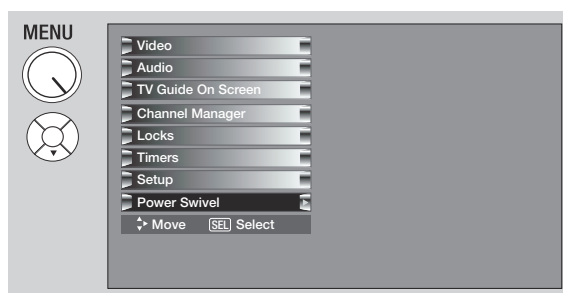 MENU
Video
Audio
TV Guide On Screen
Channel Manager
Locks
Timers
Setup
Power Swivel
Move SEL Select